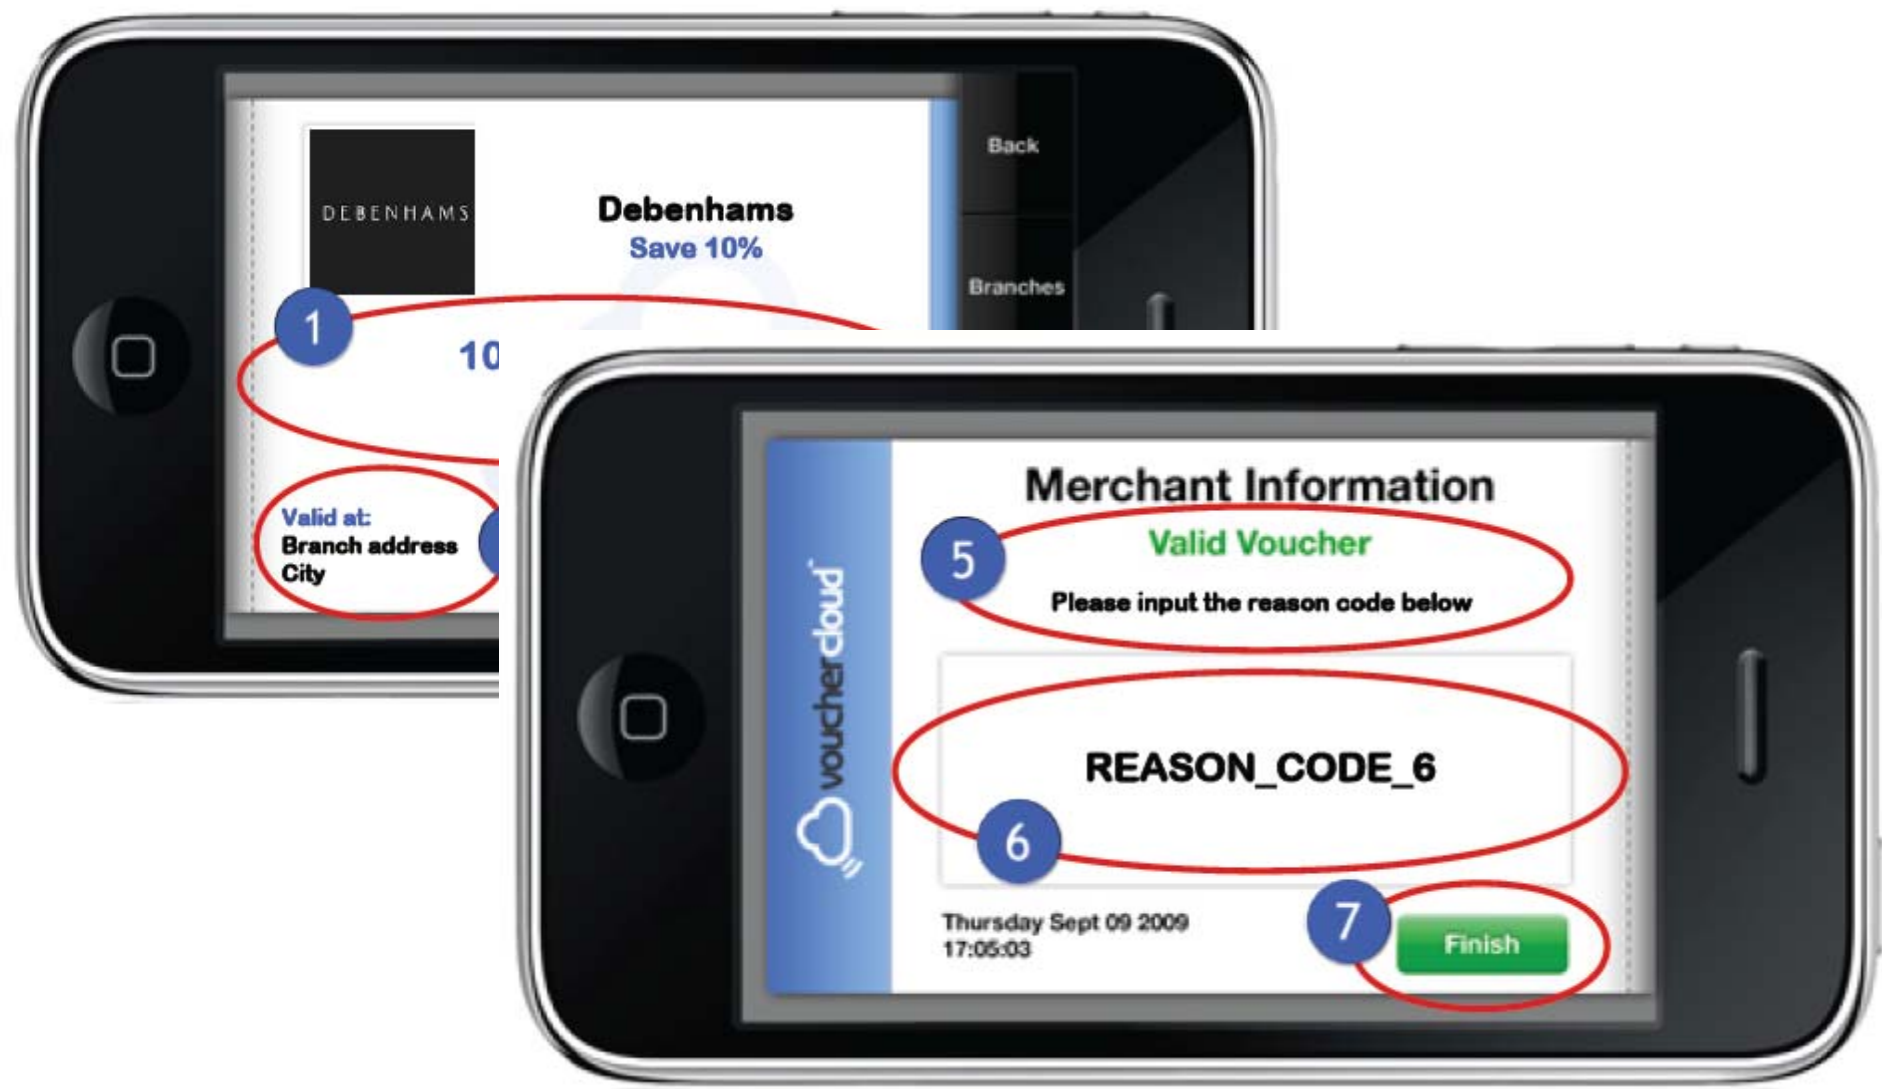 DEBENHAMS
Debenhams
Save 10%
Back
Branches
1
10
Valid at:
Branch address
City
vouchercloud
Merchant Information
5
Valid Voucher
Please input the reason code below
REASON_CODE_6
6
Thursday Sept 09 2009
17:05:03
7
Finish